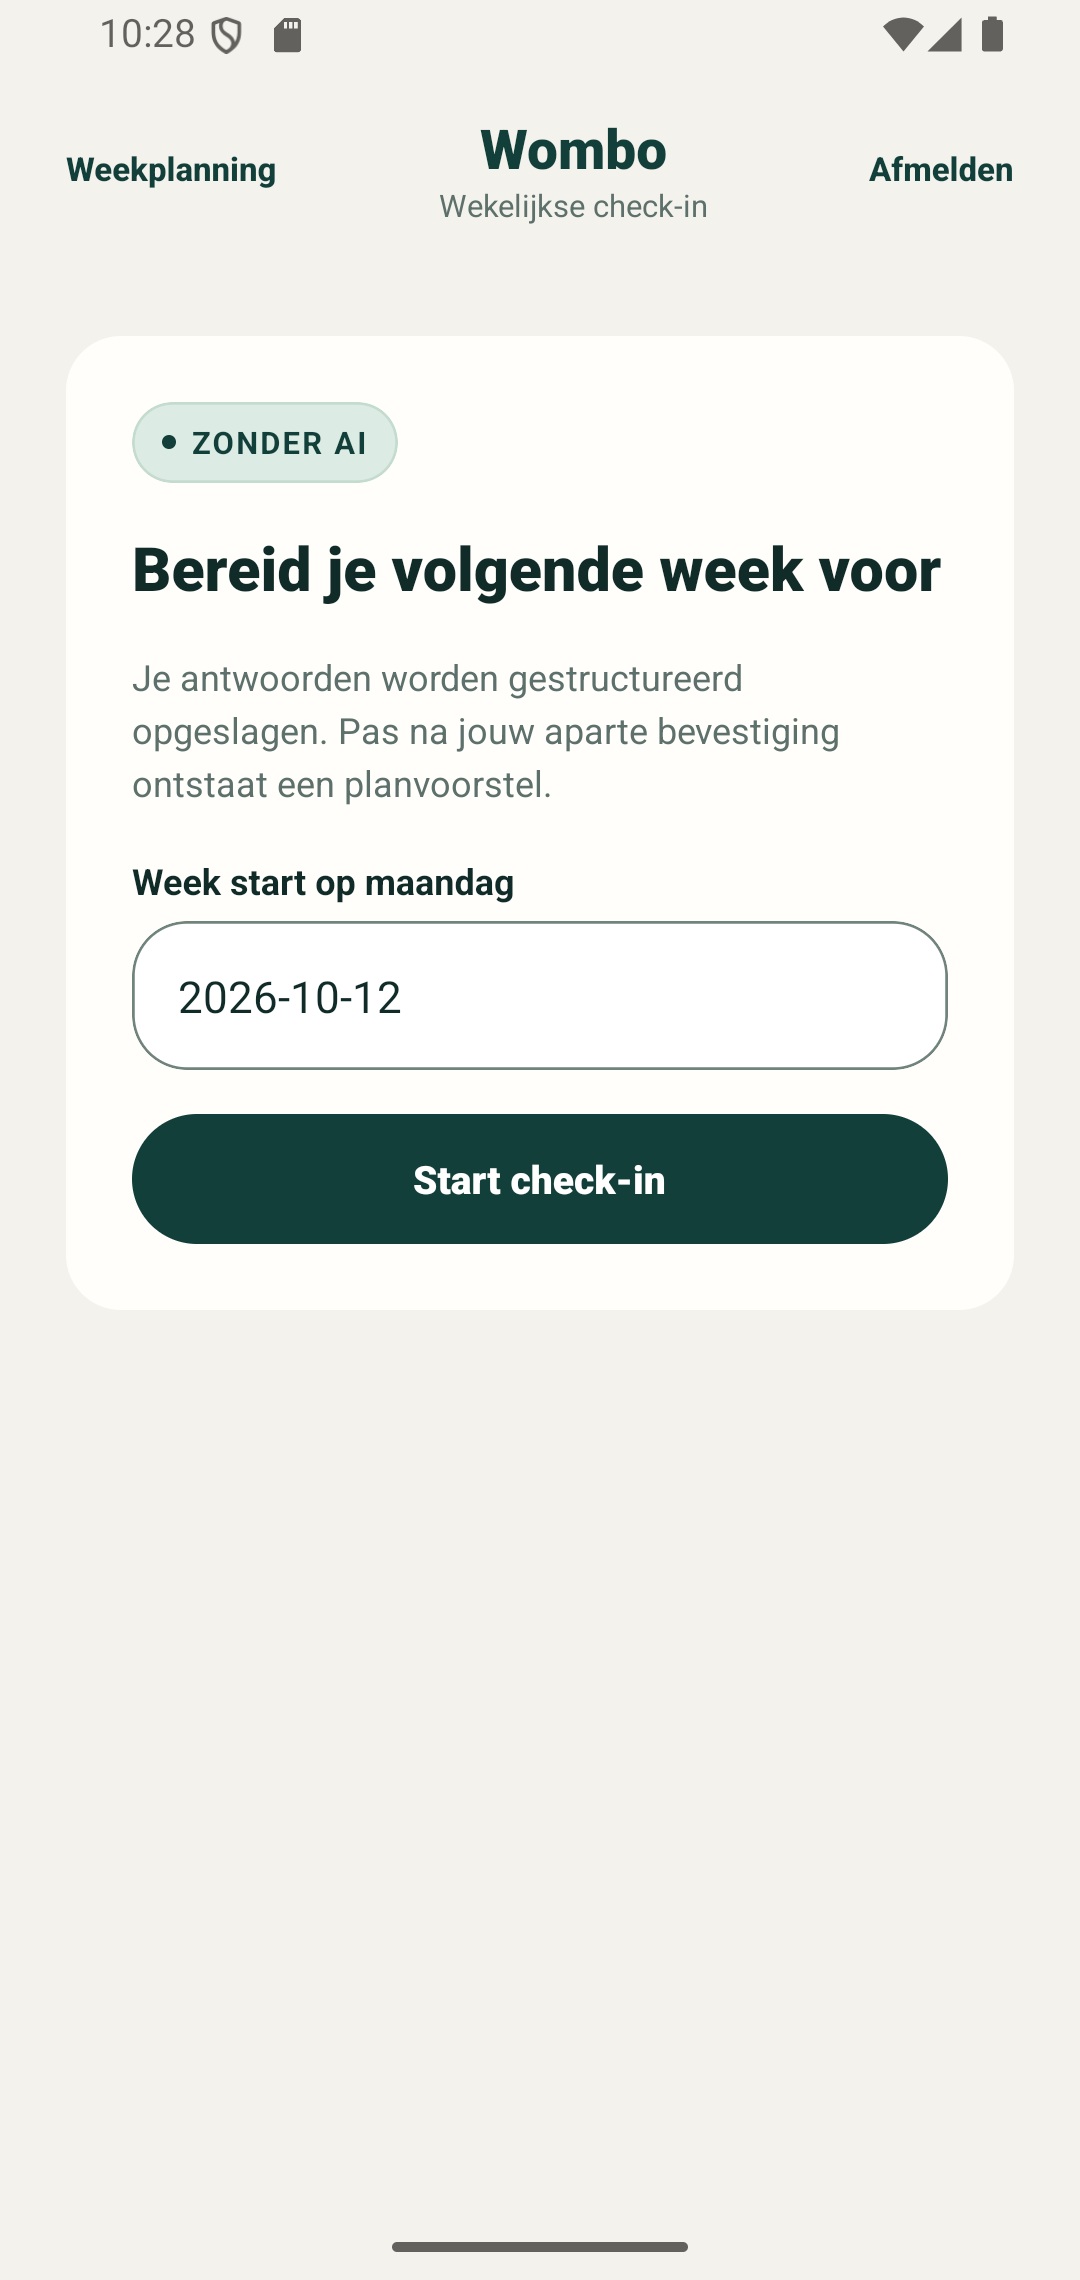 10:28
Weekplanning
Wombo
Wekelijkse check-in
Afmelden
ZONDER AI
Bereid je volgende week voor
Je antwoorden worden gestructureerd
opgeslagen. Pas na jouw aparte bevestiging
ontstaat een planvoorstel.
Week start op maandag
2026-10-12
Start check-in